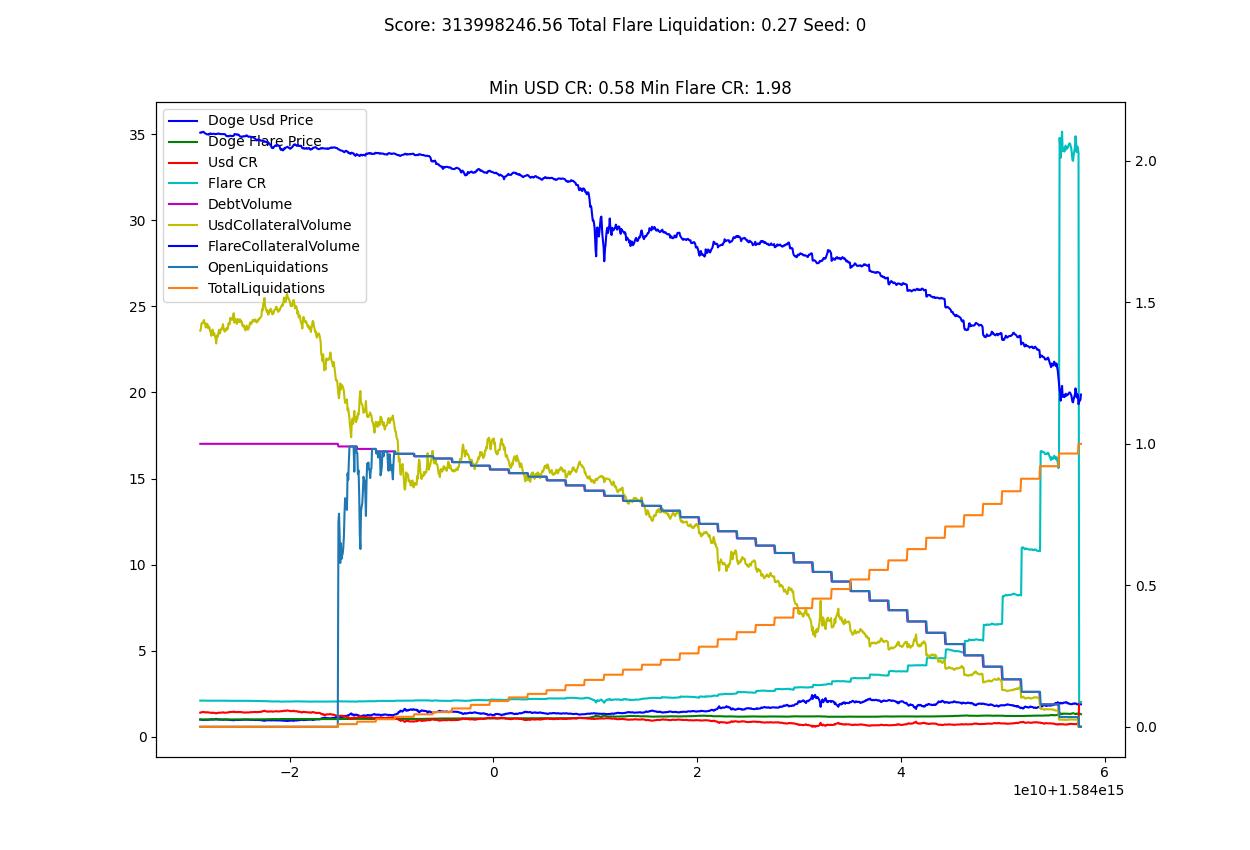 Score: 313998246.56 Total Flare Liquidation: 0.27 Seed: 0
Min USD CR: 0.58 Min Flare CR: 1.98
Doge Usd Price
Doge Flare Price
Usd CR
Flare CR
DebtVolume
UsdCollateralVolume
FlareCollateralVolume
OpenLiquidations
TotalLiquidations
35
30
25
20
15
10
5
0
2.0
1.5
1.0
0.5
0.0
−2
0
2
4
6
1e10+1.584e15